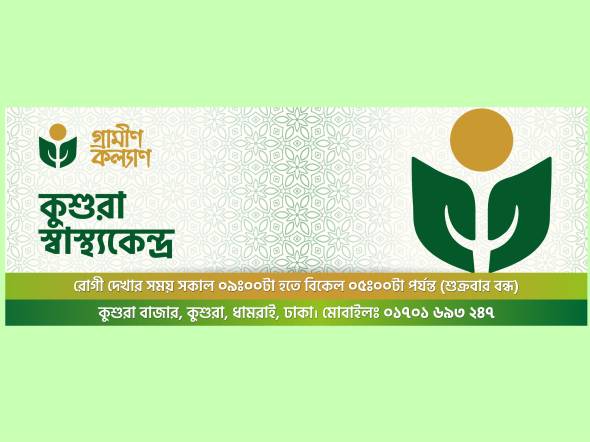 গ্রামীণ
কল্যাণ
কুশুরা
স্বাস্থ্যকেন্দ্র
রোগী দেখার সময় সকাল ০৯ঃ০০টা হতে বিকেল ০৫ঃ০০টা পর্যন্ত (শুক্রবার বন্ধ)
কুশুরা বাজার, কুশুরা, ধামরাই, ঢাকা। মোবাইলঃ ০১৭০১ ৬৯৩ ২৪৭